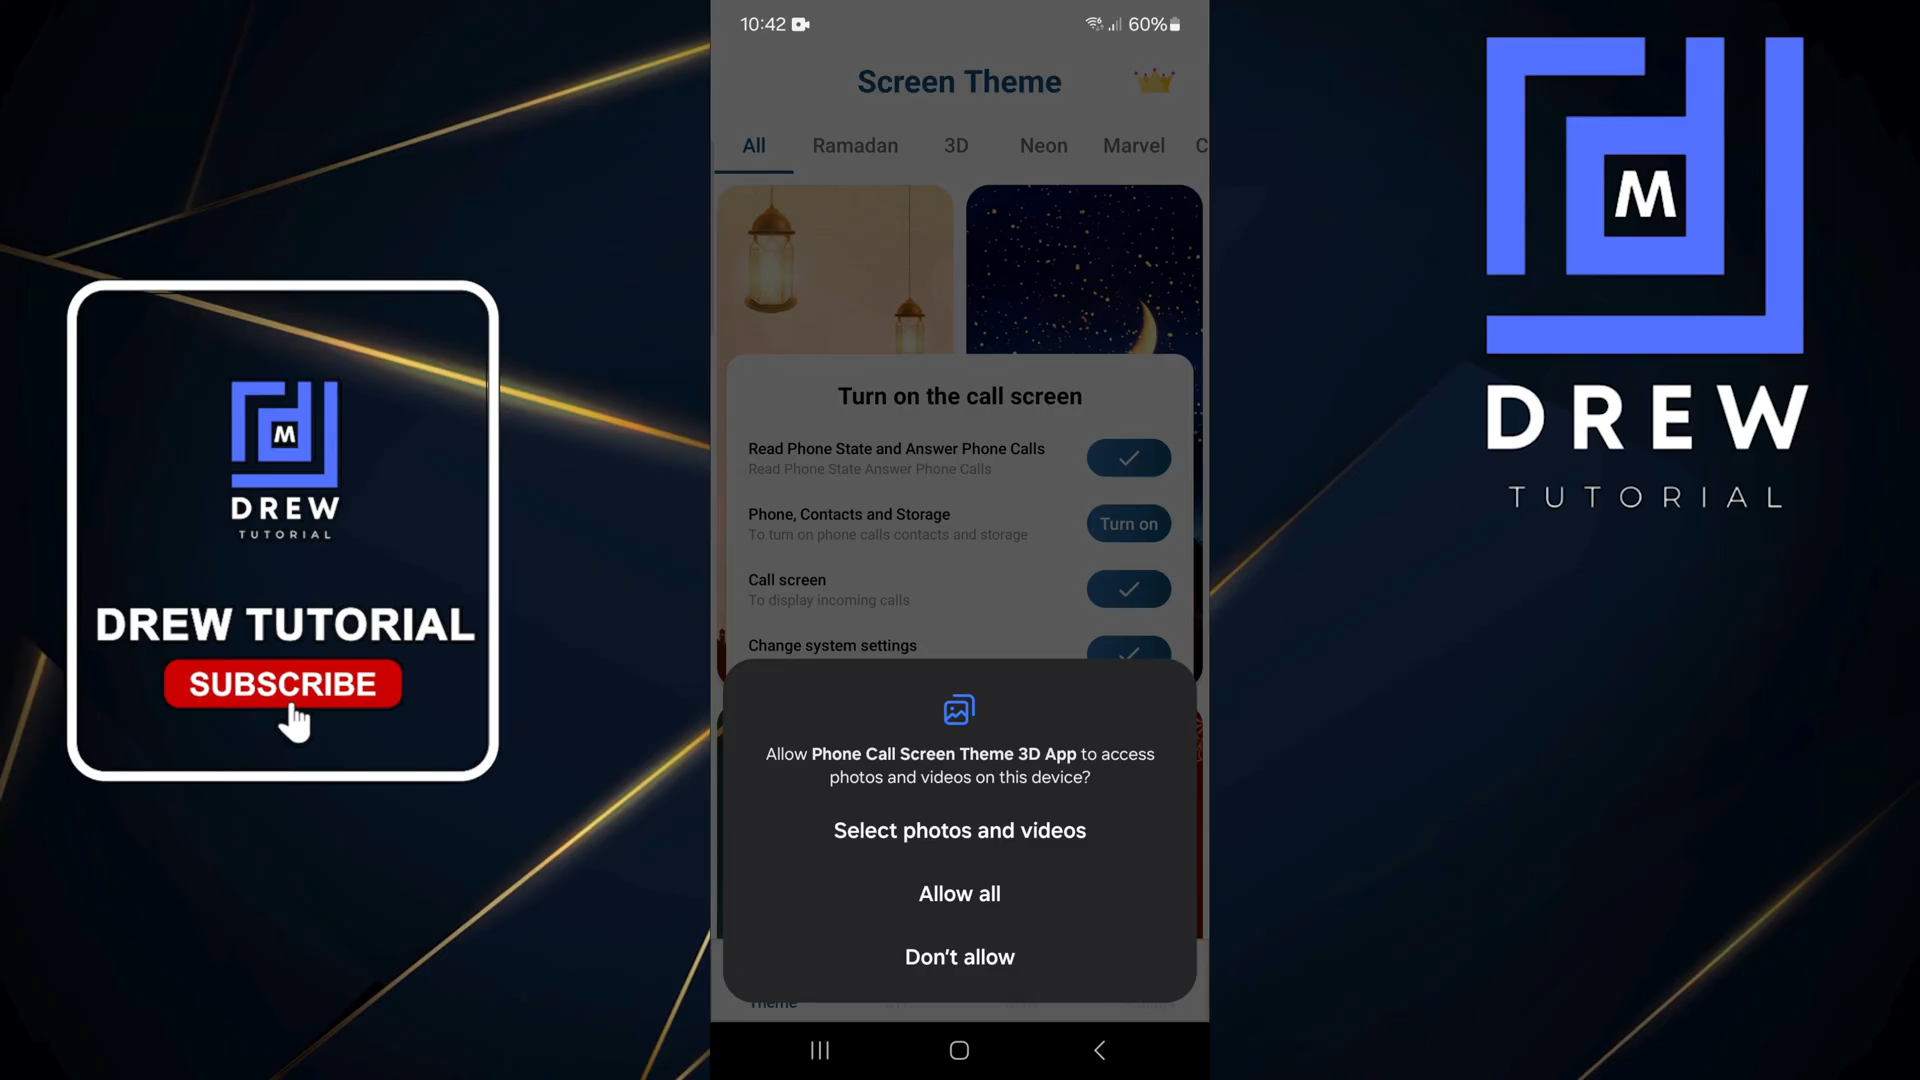 10:42
60%
Screen Theme
All
Ramadan
3D
Neon
Marvel
C
Turn on the call screen
Read Phone State and Answer Phone Calls
Read Phone State Answer Phone Calls
Phone, Contacts and Storage
To turn on phone calls contacts and storage
Turn on
Call screen
To display incoming calls
Change system settings
Allow Phone Call Screen Theme 3D App to access
photos and videos on this device?
Select photos and videos
Allow all
Don't allow
Theme
M
DREW
TUTORIAL
DREW TUTORIAL
SUBSCRIBE
M
DREW
TUTORIAL